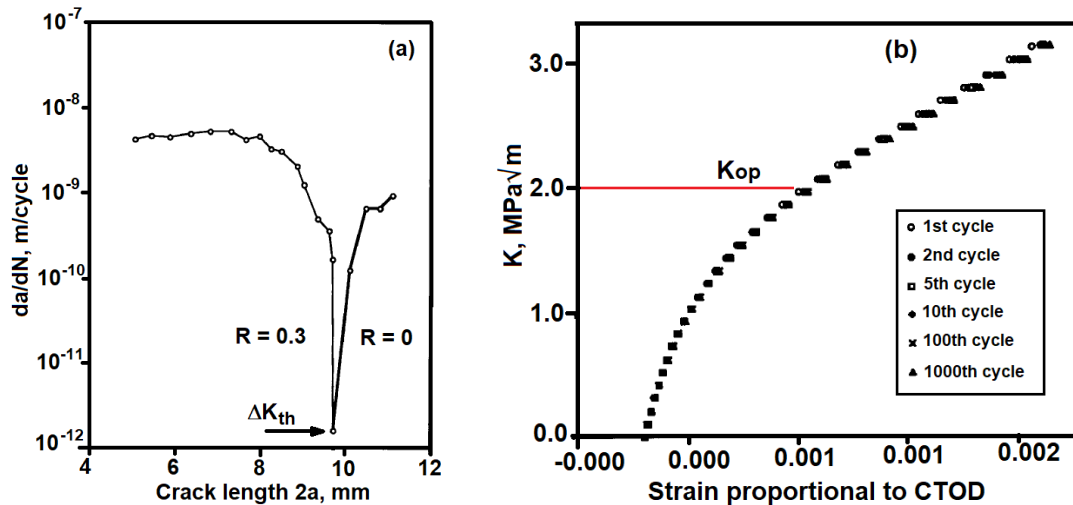 (a)
da/dN, m/cycle
10-7
10-8
10-9
10-10
10-11
10-12
R = 0.3
R = 0
ΔKth
4
6
8
10
12
Crack length 2a, mm
(b)
K, MPa√m
3.0
2.0
1.0
0.0
Kop
1st cycle
2nd cycle
5th cycle
10th cycle
100th cycle
1000th cycle
-0.000
0.000
0.001
0.001
0.002
Strain proportional to CTOD